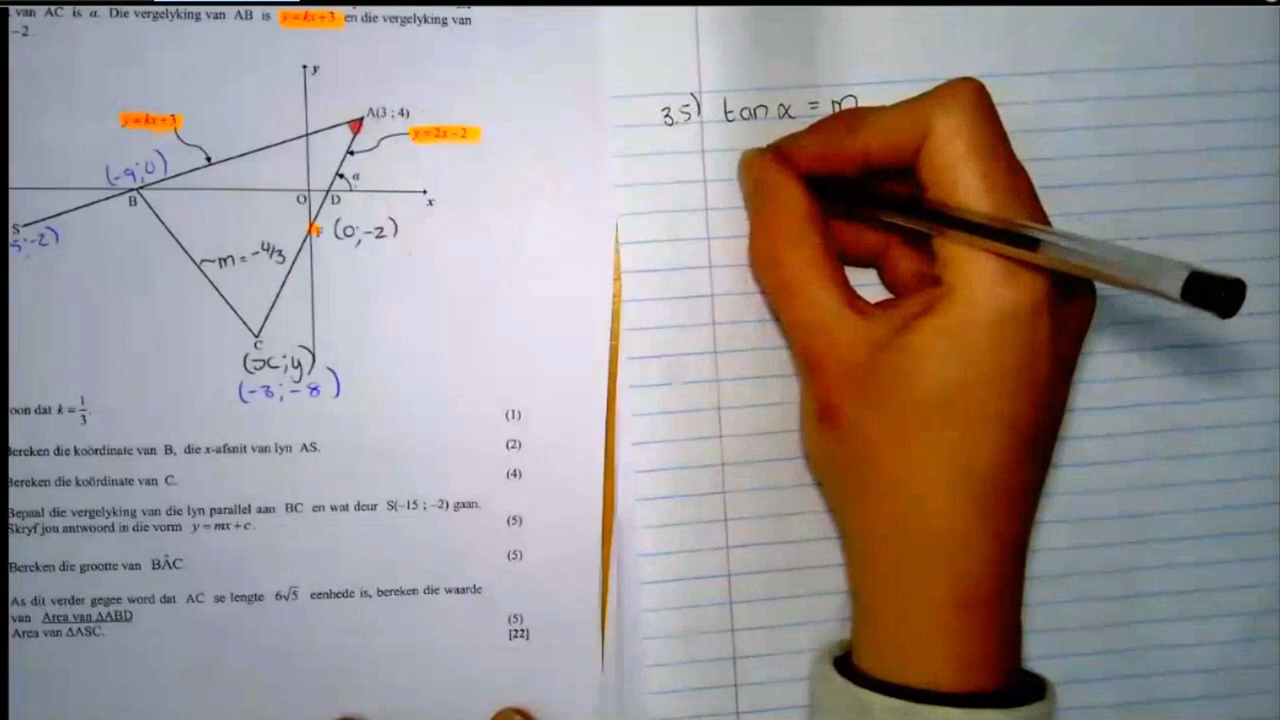 van AC is α. Die vergelyking van AB is y = kx + 3 en die vergelyking van
-2
y
A(3 ; 4)
y = kx + 3
y = 2x - 2
(-9;0)
α
B
O
D
x
S
;-2)
F (0;-2)
m = -4/3
C
(x;y)
(-3;-8)
oon dat k = 1/3. (1)
Bereken die koördinate van B, die x-afsnit van lyn AS. (2)
Bereken die koördinate van C. (4)
Bepaal die vergelyking van die lyn parallel aan BC en wat deur S(-15 ; -2) gaan.
Skryf jou antwoord in die vorm y = mx + c. (5)
Bereken die grootte van BÂC. (5)
As dit verder gegee word dat AC se lengte 6√5 eenhede is, bereken die waarde
van Area van ΔABD (5)
Area van ΔASC. [22]
3.5) tan α = m